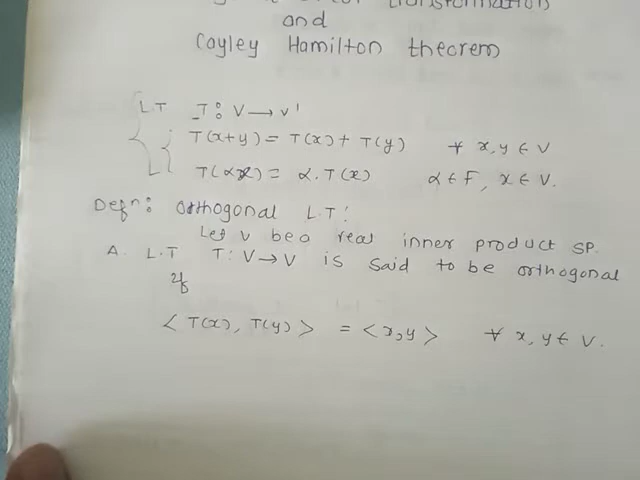 transformation
and
Cayley Hamilton theorem
L.T T: V → V'
T(x+y) = T(x) + T(y) ∀ x, y ∈ V
T(αx) = α. T(x) α ∈ F, x ∈ V.
Defn: Orthogonal L.T:
Let V be a real inner product sp.
A. L.T T: V → V is said to be orthogonal
if
< T(x), T(y) > = < x, y > ∀ x, y ∈ V.